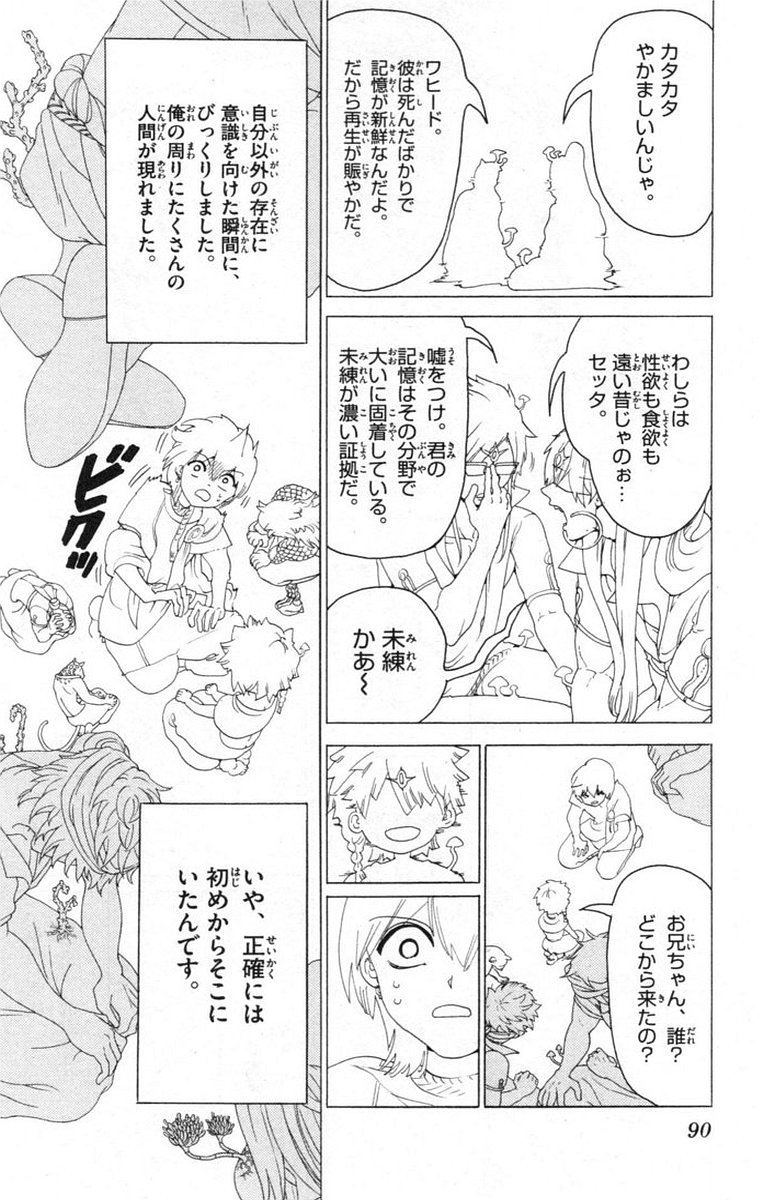 カタカタ
やかましいんじゃ。
ワヒード。
彼は死んだばかりで
記憶が新鮮なんだよ。
だから再生が賑やかだ。
わしらは
性欲も食欲も
遠い昔じゃのぉ…
セッタ。
嘘をつけ。君の
記憶はその分野で
大いに固着している。
未練が濃い証拠だ。
未練
かあ〜
お兄ちゃん、誰?
どこから来たの?
自分以外の存在に
意識を向けた瞬間に、
びっくりしました。
俺の周りにたくさんの
人間が現れました。
ビクッ
いや、正確には
初めからそこに
いたんです。
90